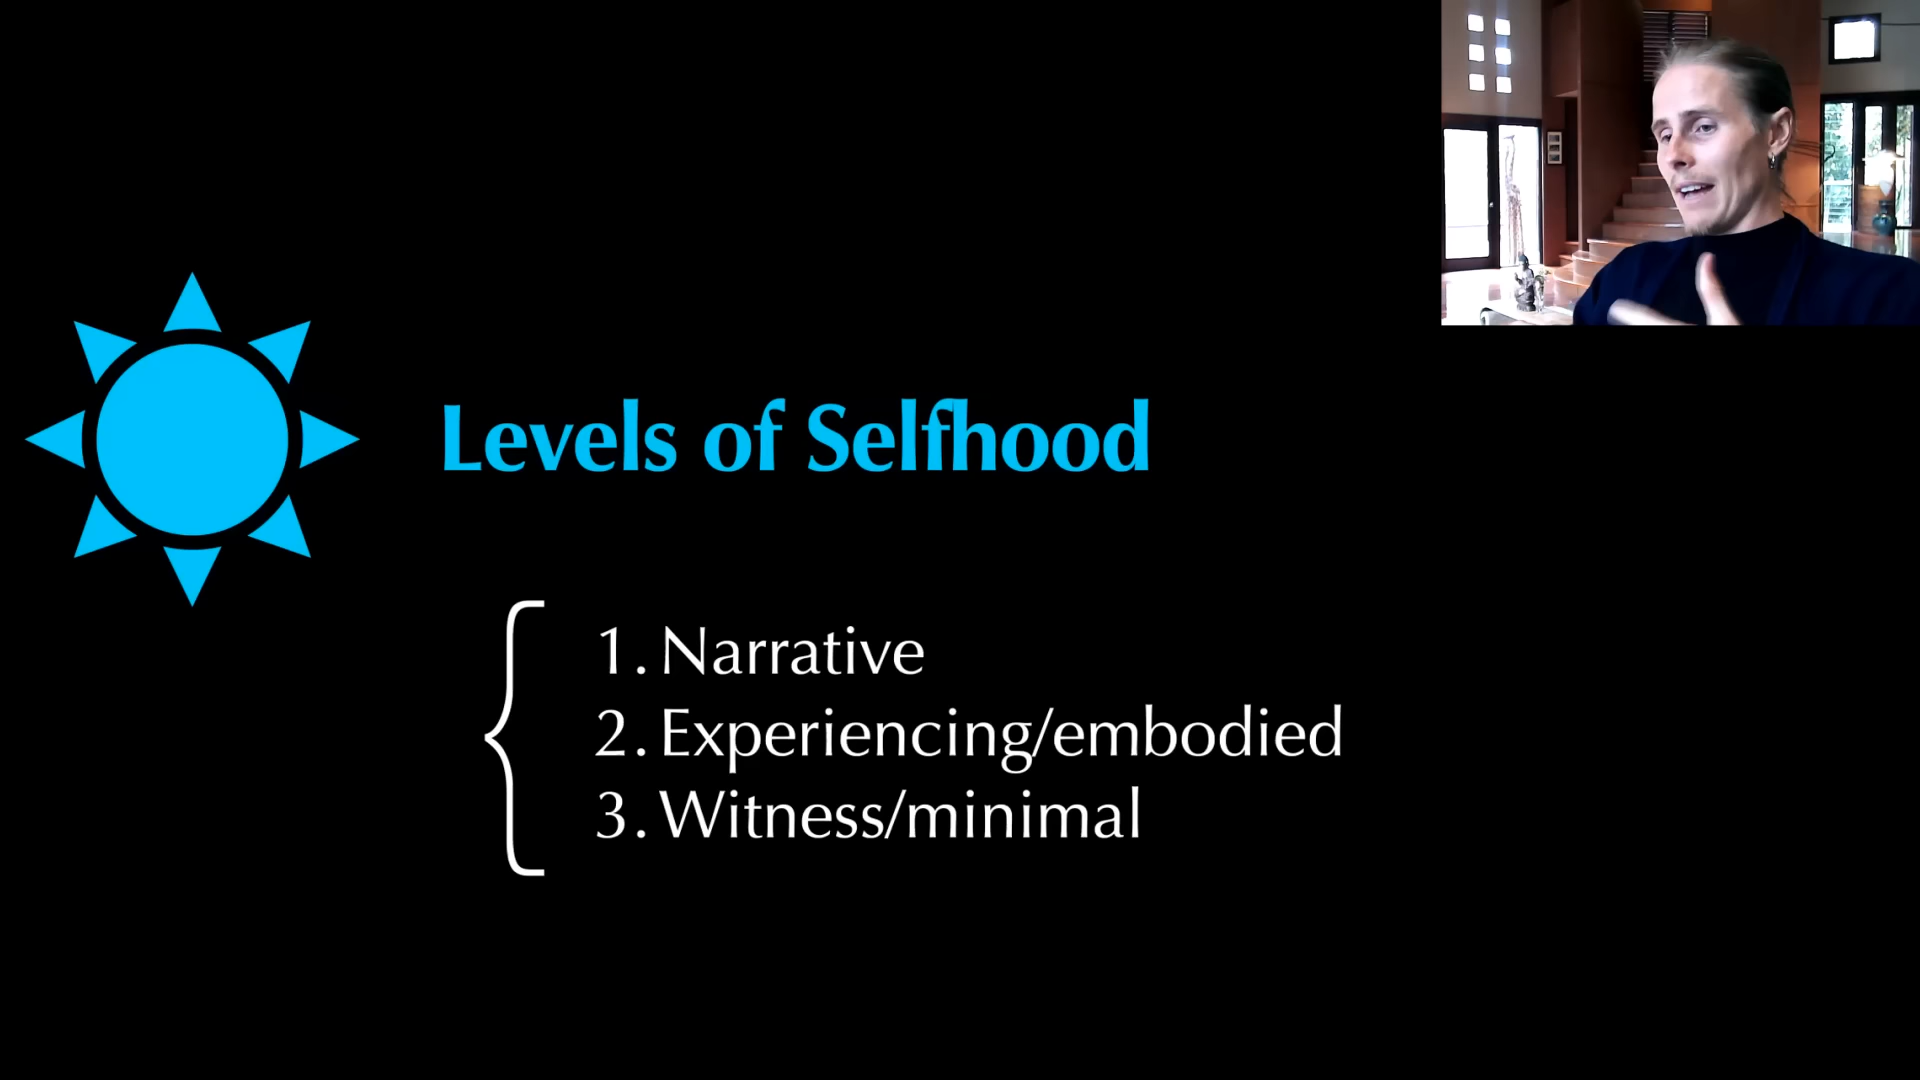 Levels of Selfhood
1. Narrative
2. Experiencing/embodied
3. Witness/minimal